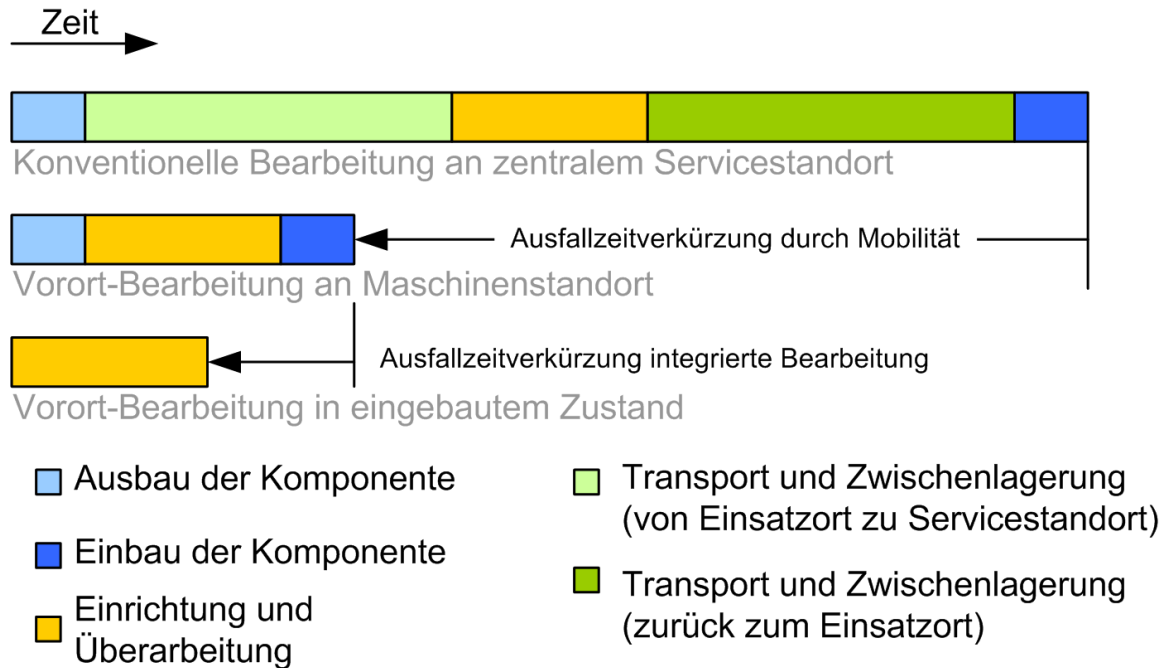 Zeit
Konventionelle Bearbeitung an zentralem Servicestandort
Ausfallzeitverkürzung durch Mobilität
Vorort-Bearbeitung an Maschinenstandort
Ausfallzeitverkürzung integrierte Bearbeitung
Vorort-Bearbeitung in eingebautem Zustand
Ausbau der Komponente
Einbau der Komponente
Einrichtung und
Überarbeitung
Transport und Zwischenlagerung
(von Einsatzort zu Servicestandort)
Transport und Zwischenlagerung
(zurück zum Einsatzort)